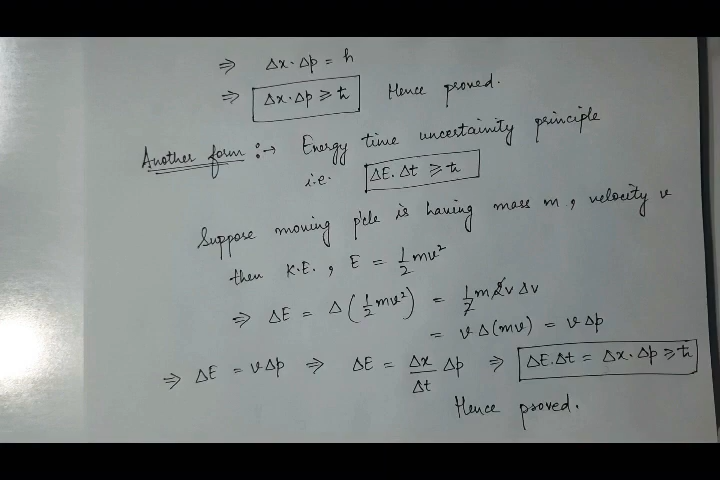 ⇒ Δx·Δp = h
⇒ Δx·Δp ≥ ħ Hence proved.
Another form :→ Energy time uncertainity principle
i.e. ΔE.Δt ≥ ħ
Suppose moving p'cle is having mass m, velocity v
then K.E., E = 1/2 mv²
⇒ ΔE = Δ(1/2 mv²) = 1/2 m 2v Δv
= v Δ(mv) = v Δp
⇒ ΔE = vΔp ⇒ ΔE = Δx/Δt Δp ⇒ ΔE.Δt = Δx.Δp ≥ ħ
Hence proved.